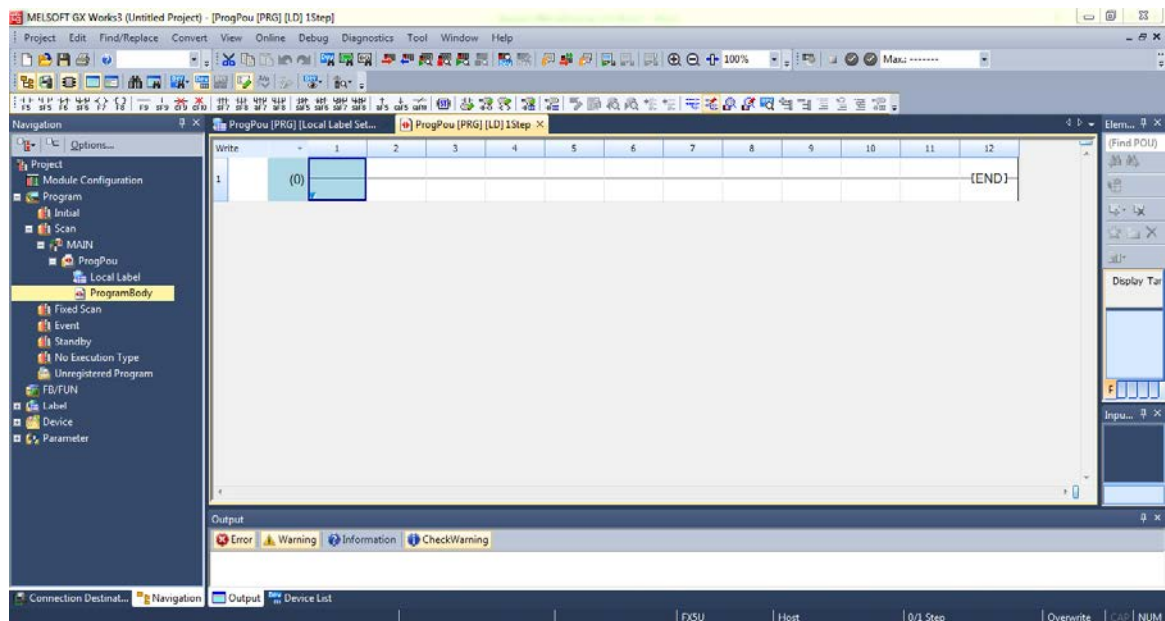 MELSOFT GX Works3 (Untitled Project) - [ProgPou [PRG] [LD] 1Step]
Project Edit Find/Replace Convert View Online Debug Diagnostics Tool Window Help
100% Max.: --------
Navigation
ProgPou [PRG] [Local Label Set...
ProgPou [PRG] [LD] 1Step
Elem...
Options...
(Find POU)
Write 1 2 3 4 5 6 7 8 9 10 11 12
1 (0) [END]
Project
Module Configuration
Program
Initial
Scan
MAIN
ProgPou
Local Label
ProgramBody
Fixed Scan
Event
Standby
No Execution Type
Unregistered Program
FB/FUN
Label
Device
Parameter
Display Tar
F
Inpu...
Output
Error Warning Information CheckWarning
Connection Destinat... Navigation Output Device List
FX5U Host 0/1 Step Overwrite CAP NUM